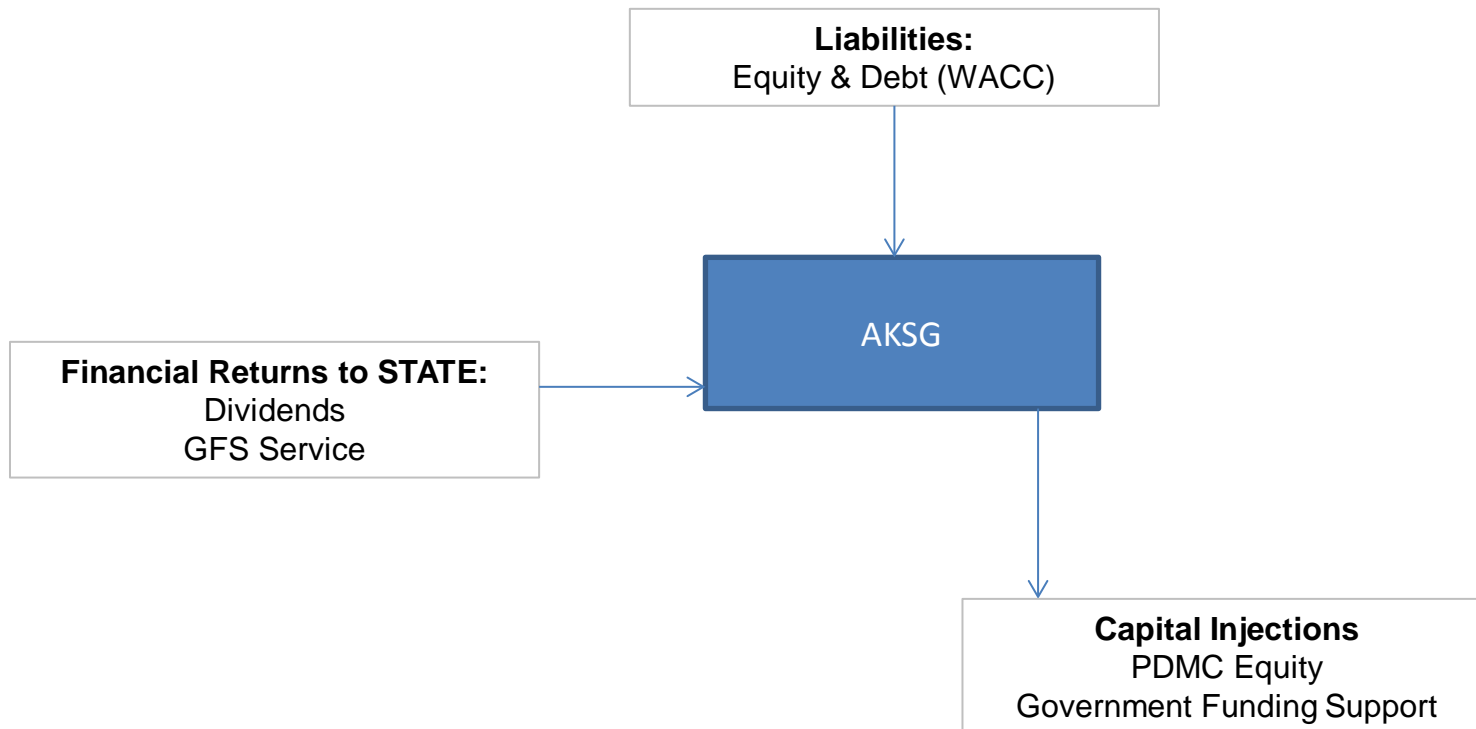 Liabilities:
Equity & Debt (WACC)
AKSG
Financial Returns to STATE:
Dividends
GFS Service
Capital Injections
PDMC Equity
Government Funding Support